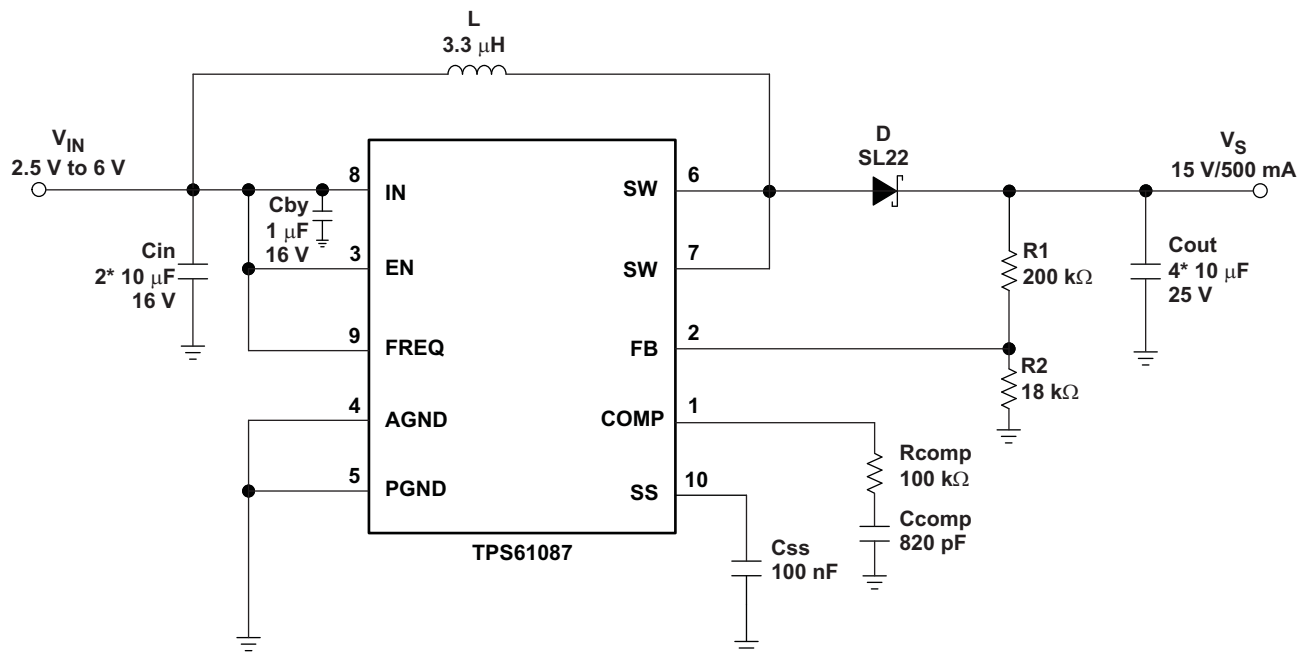 L
3.3 μH
V_IN
2.5 V to 6 V
D
SL22
V_S
15 V/500 mA
8
IN
SW
6
Cby
1 μF
16 V
Cin
2* 10 μF
16 V
3
EN
SW
7
R1
200 kΩ
Cout
4* 10 μF
25 V
9
FREQ
FB
2
R2
18 kΩ
4
AGND
COMP
1
Rcomp
100 kΩ
5
PGND
SS
10
Ccomp
820 pF
TPS61087
Css
100 nF